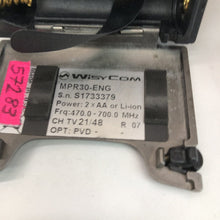 WISYCOM
MPR30-ENG
S.n. S1733379
Power: 2 x AA or Li-ion
Frq: 470.0 - 700.0 MHz
CH TV 21/48 R 07
OPT: PVD -
57283